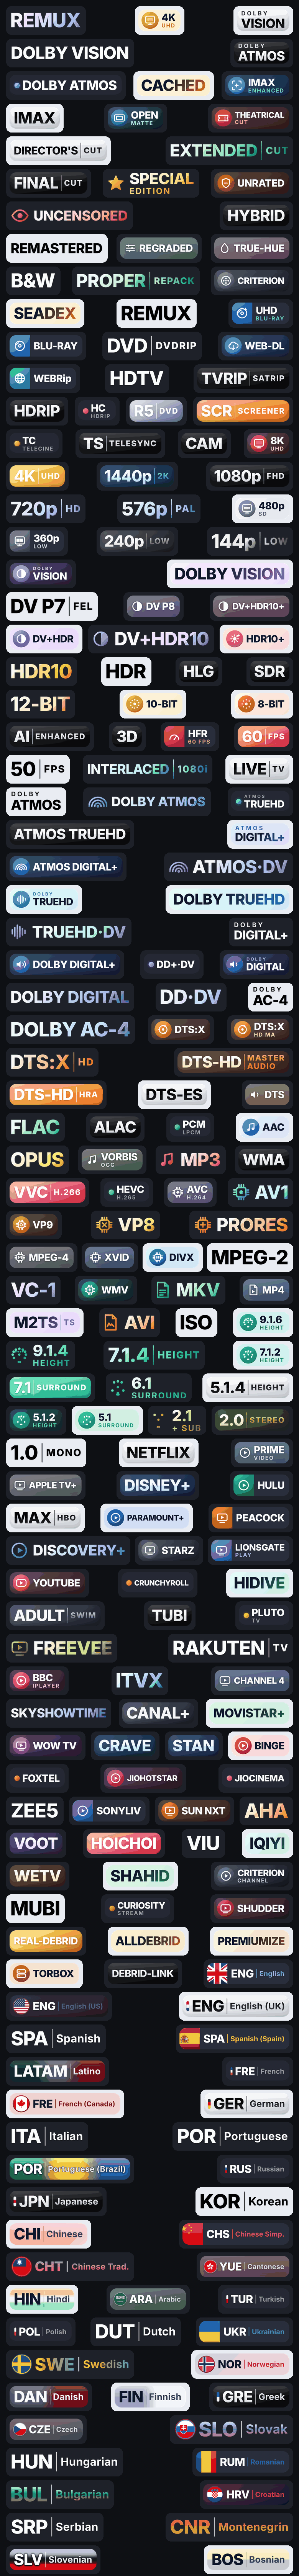 REMUX 4K UHD DOLBY VISION
DOLBY VISION DOLBY ATMOS
DOLBY ATMOS CACHED IMAX ENHANCED
IMAX OPEN MATTE THEATRICAL CUT
DIRECTOR'S CUT EXTENDED CUT
FINAL CUT SPECIAL EDITION UNRATED
UNCENSORED HYBRID
REMASTERED REGRADED TRUE-HUE
B&W PROPER REPACK CRITERION
SEADEX REMUX UHD BLU-RAY
BLU-RAY DVD DVDRIP WEB-DL
WEBRip HDTV TVRIP SATRIP
HDRIP HC HDRIP R5 DVD SCR SCREENER
TC TELECINE TS TELESYNC CAM 8K UHD
4K UHD 1440p 2K 1080p FHD
720p HD 576p PAL 480p SD
360p LOW 240p LOW 144p LOW
DOLBY VISION DOLBY VISION
DV P7 FEL DV P8 DV+HDR10+
DV+HDR DV+HDR10 HDR10+
HDR10 HDR HLG SDR
12-BIT 10-BIT 8-BIT
AI ENHANCED 3D HFR 60 FPS 60 FPS
50 FPS INTERLACED 1080i LIVE TV
DOLBY ATMOS DOLBY ATMOS ATMOS TRUEHD
ATMOS TRUEHD ATMOS DIGITAL+
ATMOS DIGITAL+ ATMOS·DV
DOLBY TRUEHD DOLBY TRUEHD
TRUEHD·DV DOLBY DIGITAL+
DOLBY DIGITAL+ DD+·DV DOLBY DIGITAL
DOLBY DIGITAL DD·DV DOLBY AC-4
DOLBY AC-4 DTS:X DTS:X HD MA
DTS:X HD DTS-HD MASTER AUDIO
DTS-HD HRA DTS-ES DTS
FLAC ALAC PCM LPCM AAC
OPUS VORBIS OGG MP3 WMA
VVC H.266 HEVC H.265 AVC H.264 AV1
VP9 VP8 PRORES
MPEG-4 XVID DIVX MPEG-2
VC-1 WMV MKV MP4
M2TS TS AVI ISO 9.1.6 HEIGHT
9.1.4 HEIGHT 7.1.4 HEIGHT 7.1.2 HEIGHT
7.1 SURROUND 6.1 SURROUND 5.1.4 HEIGHT
5.1.2 HEIGHT 5.1 SURROUND 2.1 + SUB 2.0 STEREO
1.0 MONO NETFLIX PRIME VIDEO
APPLE TV+ DISNEY+ HULU
MAX HBO PARAMOUNT+ PEACOCK
DISCOVERY+ STARZ LIONSGATE PLAY
YOUTUBE CRUNCHYROLL HIDIVE
ADULT SWIM TUBI PLUTO TV
FREEVEE RAKUTEN TV
BBC IPLAYER ITVX CHANNEL 4
SKYSHOWTIME CANAL+ MOVISTAR+
WOW TV CRAVE STAN BINGE
FOXTEL JIOHOTSTAR JIOCINEMA
ZEE5 SONYLIV SUN NXT AHA
VOOT HOICHOI VIU IQIYI
WETV SHAHID CRITERION CHANNEL
MUBI CURIOSITY STREAM SHUDDER
REAL-DEBRID ALLDEBRID PREMIUMIZE
TORBOX DEBRID-LINK ENG English
ENG English (US) ENG English (UK)
SPA Spanish SPA Spanish (Spain)
LATAM Latino FRE French
FRE French (Canada) GER German
ITA Italian POR Portuguese
POR Portuguese (Brazil) RUS Russian
JPN Japanese KOR Korean
CHI Chinese CHS Chinese Simp.
CHT Chinese Trad. YUE Cantonese
HIN Hindi ARA Arabic TUR Turkish
POL Polish DUT Dutch UKR Ukrainian
SWE Swedish NOR Norwegian
DAN Danish FIN Finnish GRE Greek
CZE Czech SLO Slovak
HUN Hungarian RUM Romanian
BUL Bulgarian HRV Croatian
SRP Serbian CNR Montenegrin
SLV Slovenian BOS Bosnian